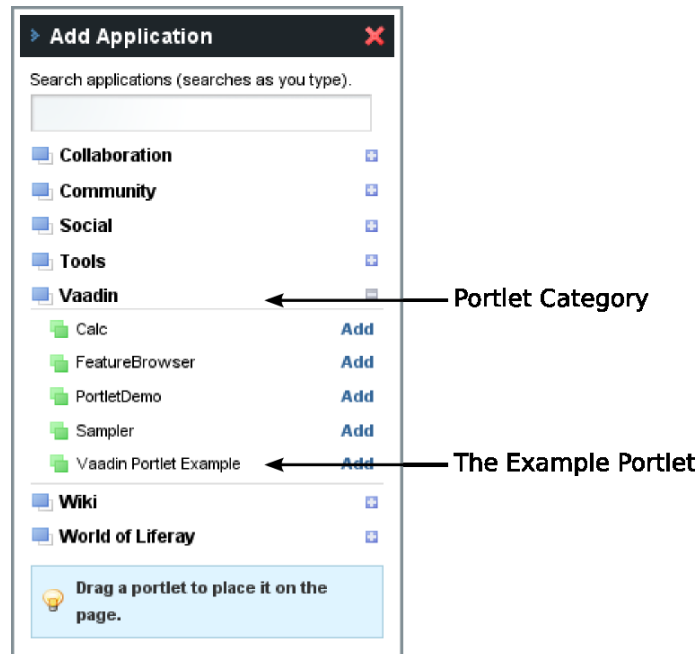 Add Application
Search applications (searches as you type).
Collaboration
Community
Social
Tools
Vaadin
Portlet Category
Calc Add
FeatureBrowser Add
PortletDemo Add
Sampler Add
Vaadin Portlet Example Add
The Example Portlet
Wiki
World of Liferay
Drag a portlet to place it on the
page.